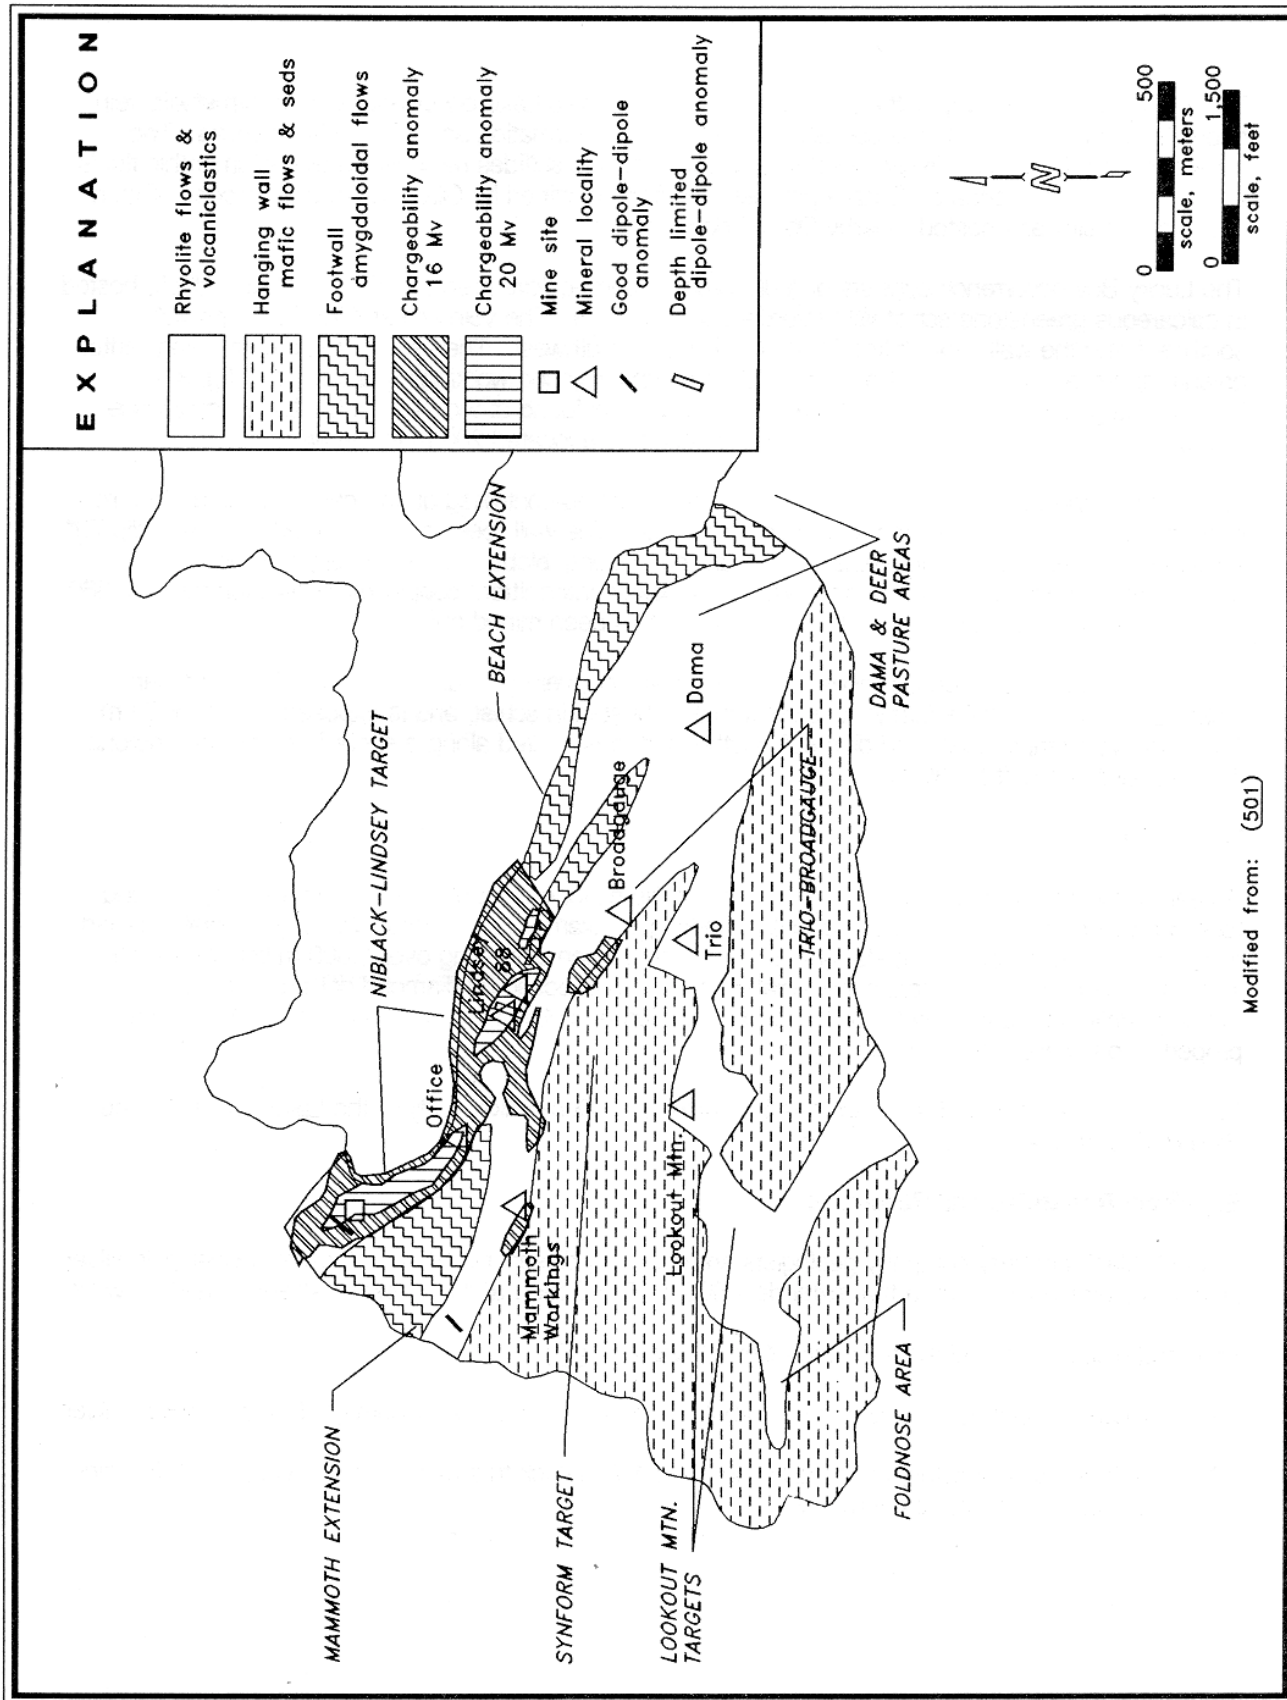 EXPLANATION
Rhyolite flows &
volcaniclastics
Hanging wall
mafic flows & seds
Footwall
amygdaloidal flows
Chargeability anomaly
16 Mv
Chargeability anomaly
20 Mv
Mine site
Mineral locality
Good dipole-dipole
anomaly
Depth limited
dipole-dipole anomaly
N
0 500
scale, meters
0 1,500
scale, feet
MAMMOTH EXTENSION
NIBLACK-LINDSEY TARGET
BEACH EXTENSION
Office
Lindsey
88
Mammoth
Workings
Broadgauge
Dama
Trio
Lookout Mtn.
TRIO-BROADGAUGE
SYNFORM TARGET
LOOKOUT MTN.
TARGETS
FOLDNOSE AREA
DAMA & DEER
PASTURE AREAS
Modified from: (501)